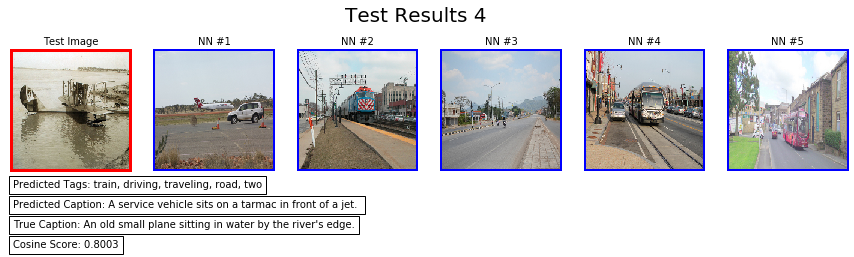 Test Results 4
Test Image
NN #1
NN #2
NN #3
NN #4
NN #5
Predicted Tags: train, driving, traveling, road, two
Predicted Caption: A service vehicle sits on a tarmac in front of a jet.
True Caption: An old small plane sitting in water by the river's edge.
Cosine Score: 0.8003